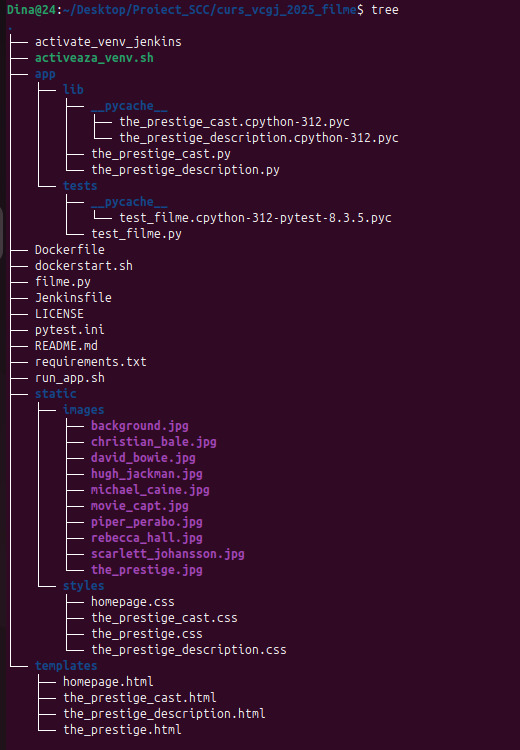 Dina@24:~/Desktop/Proiect_SCC/curs_vcgj_2025_filme$ tree
.
├── activate_venv_jenkins
├── activeaza_venv.sh
├── app
│   ├── lib
│   │   ├── __pycache__
│   │   │   ├── the_prestige_cast.cpython-312.pyc
│   │   │   └── the_prestige_description.cpython-312.pyc
│   │   ├── the_prestige_cast.py
│   │   └── the_prestige_description.py
│   └── tests
│       ├── __pycache__
│       │   └── test_filme.cpython-312-pytest-8.3.5.pyc
│       └── test_filme.py
├── Dockerfile
├── dockerstart.sh
├── filme.py
├── Jenkinsfile
├── LICENSE
├── pytest.ini
├── README.md
├── requirements.txt
├── run_app.sh
├── static
│   ├── images
│   │   ├── background.jpg
│   │   ├── christian_bale.jpg
│   │   ├── david_bowie.jpg
│   │   ├── hugh_jackman.jpg
│   │   ├── michael_caine.jpg
│   │   ├── movie_capt.jpg
│   │   ├── piper_perabo.jpg
│   │   ├── rebecca_hall.jpg
│   │   ├── scarlett_johansson.jpg
│   │   └── the_prestige.jpg
│   └── styles
│       ├── homepage.css
│       ├── the_prestige_cast.css
│       ├── the_prestige.css
│       └── the_prestige_description.css
└── templates
    ├── homepage.html
    ├── the_prestige_cast.html
    ├── the_prestige_description.html
    └── the_prestige.html